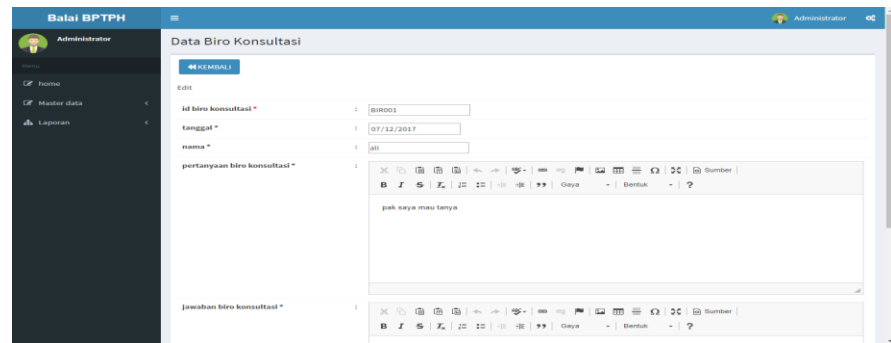 Balai BPTPH
Administrator
Administrator
Data Biro Konsultasi
Menu
KEMBALI
home
Edit
Master data
id biro konsultasi * : BIR001
Laporan
tanggal * : 07/12/2017
nama * : ali
pertanyaan biro konsultasi * :
Sumber
B I S Ix Gaya Bentuk ?
pak saya mau tanya
jawaban biro konsultasi * :
Sumber
B I S Ix Gaya Bentuk ?